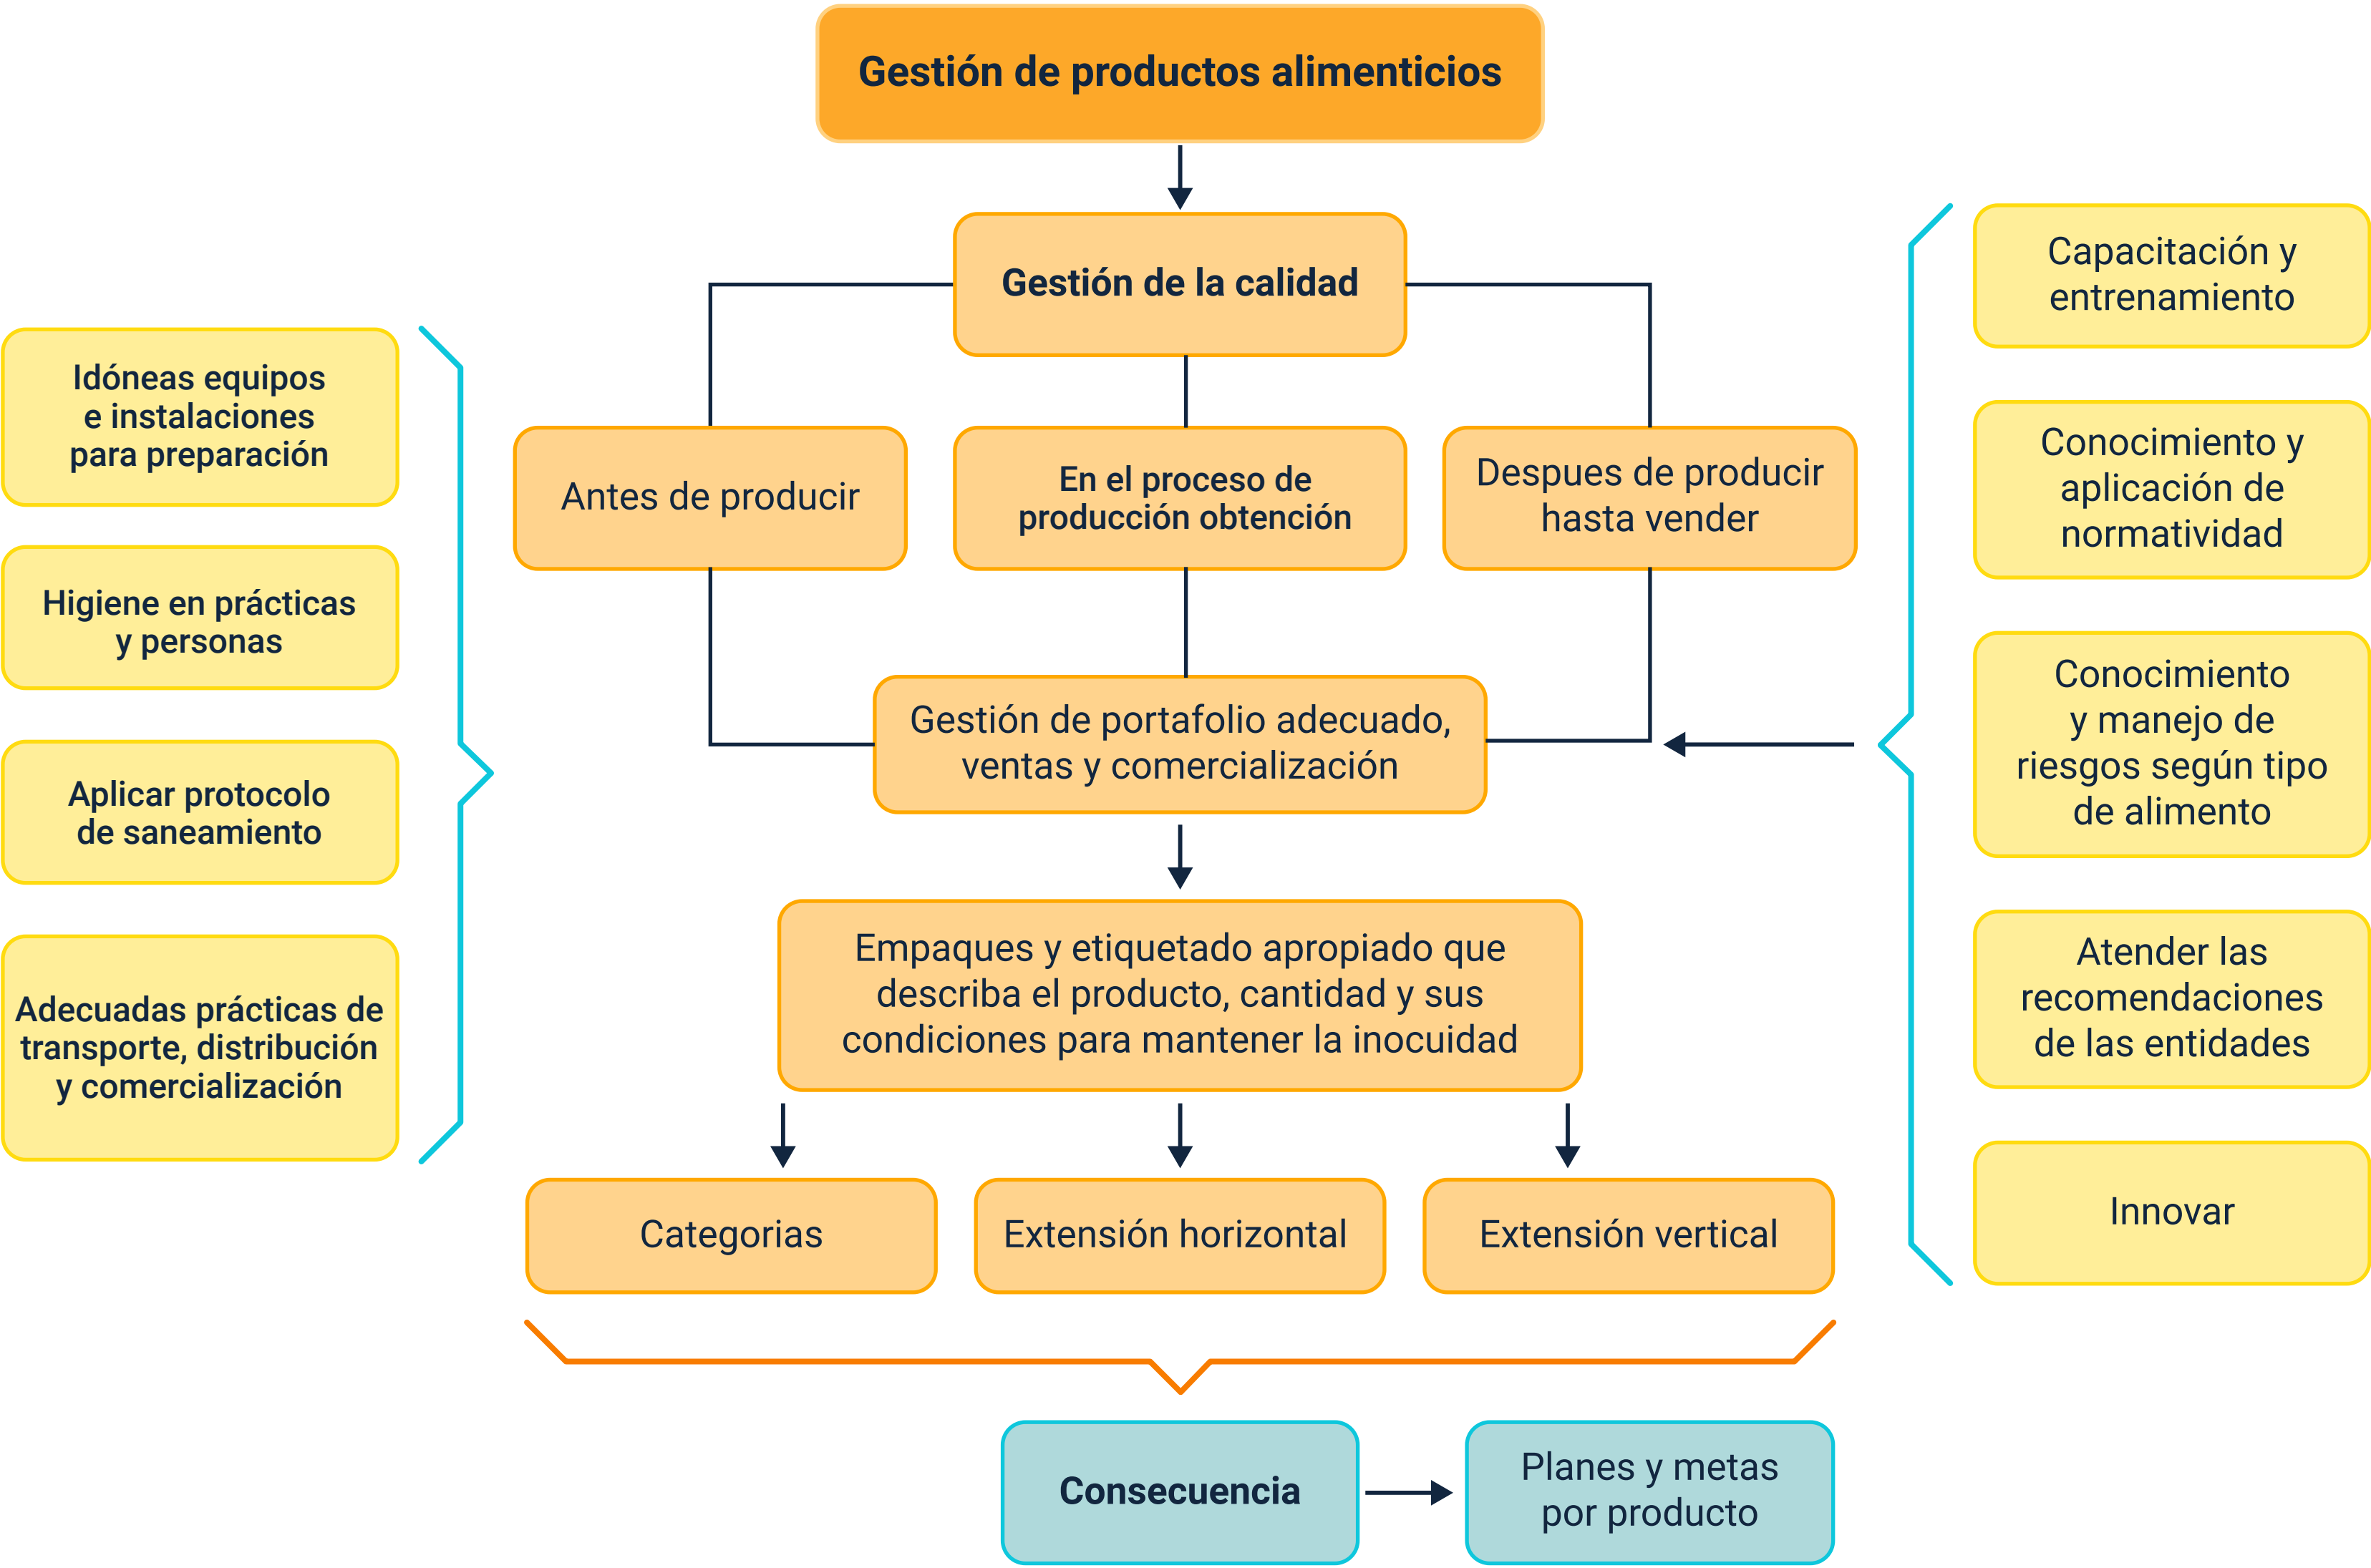 Gestión de productos alimenticios
Gestión de la calidad
Antes de producir
En el proceso de
producción obtención
Despues de producir
hasta vender
Gestión de portafolio adecuado,
ventas y comercialización
Empaques y etiquetado apropiado que
describa el producto, cantidad y sus
condiciones para mantener la inocuidad
Categorias
Extensión horizontal
Extensión vertical
Consecuencia
Planes y metas
por producto
Idóneas equipos
e instalaciones
para preparación
Higiene en prácticas
y personas
Aplicar protocolo
de saneamiento
Adecuadas prácticas de
transporte, distribución
y comercialización
Capacitación y
entrenamiento
Conocimiento y
aplicación de
normatividad
Conocimiento
y manejo de
riesgos según tipo
de alimento
Atender las
recomendaciones
de las entidades
Innovar